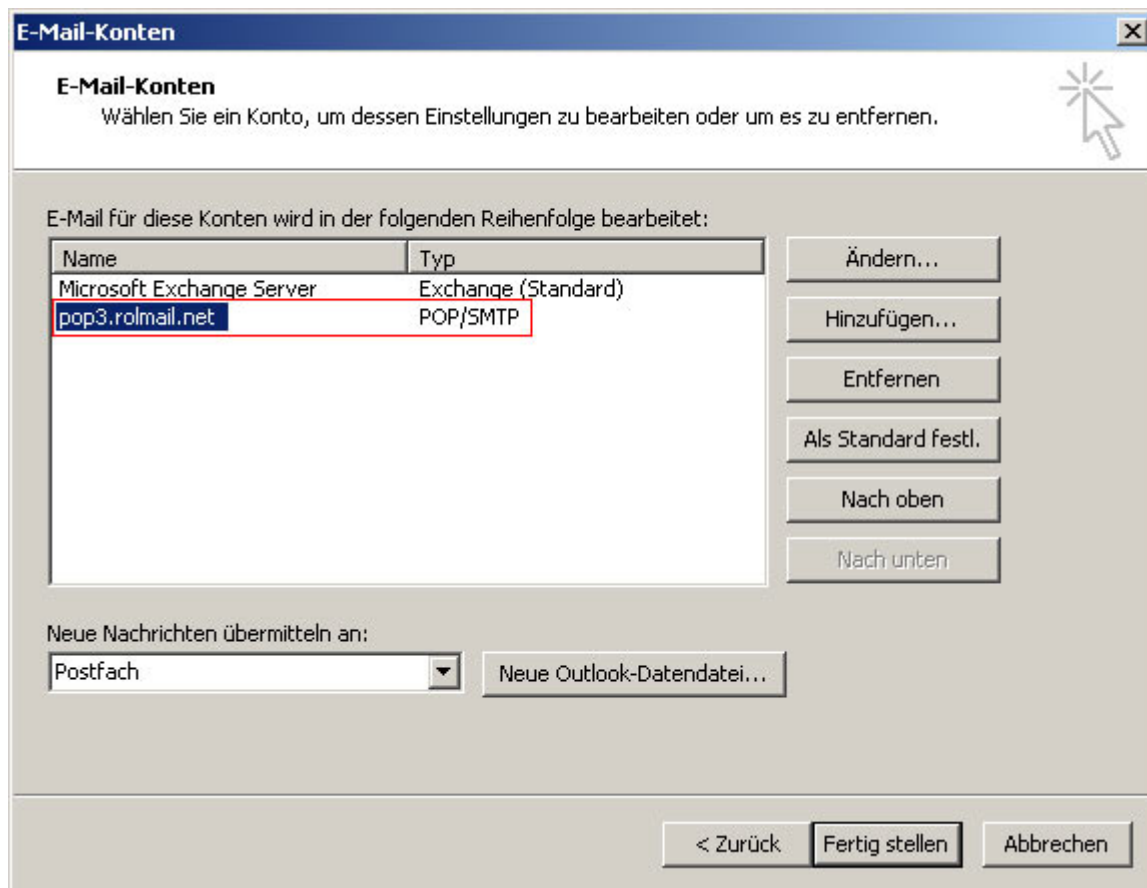 E-Mail-Konten
E-Mail-Konten
Wählen Sie ein Konto, um dessen Einstellungen zu bearbeiten oder um es zu entfernen.
E-Mail für diese Konten wird in der folgenden Reihenfolge bearbeitet:
Name Typ
Microsoft Exchange Server Exchange (Standard)
pop3.rolmail.net POP/SMTP
Ändern...
Hinzufügen...
Entfernen
Als Standard festl.
Nach oben
Nach unten
Neue Nachrichten übermitteln an:
Postfach Neue Outlook-Datendatei...
< Zurück Fertig stellen Abbrechen